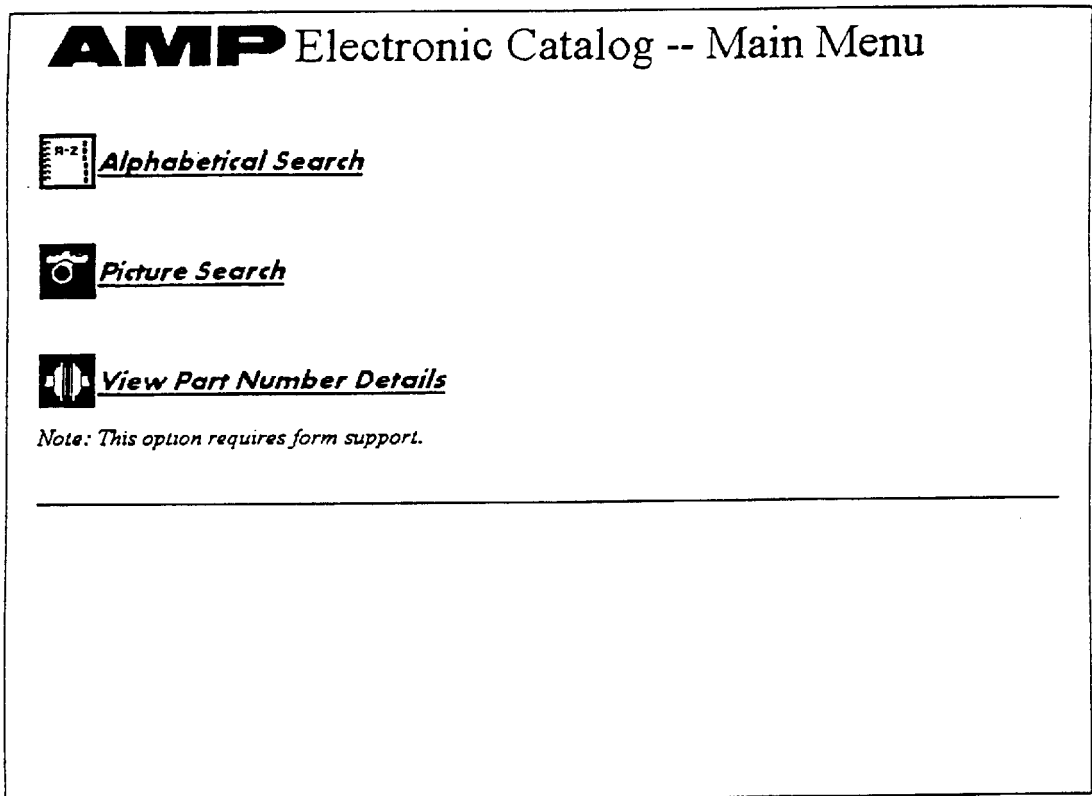 AMP Electronic Catalog -- Main Menu
A-Z
Alphabetical Search
Picture Search
View Part Number Details
Note: This option requires form support.